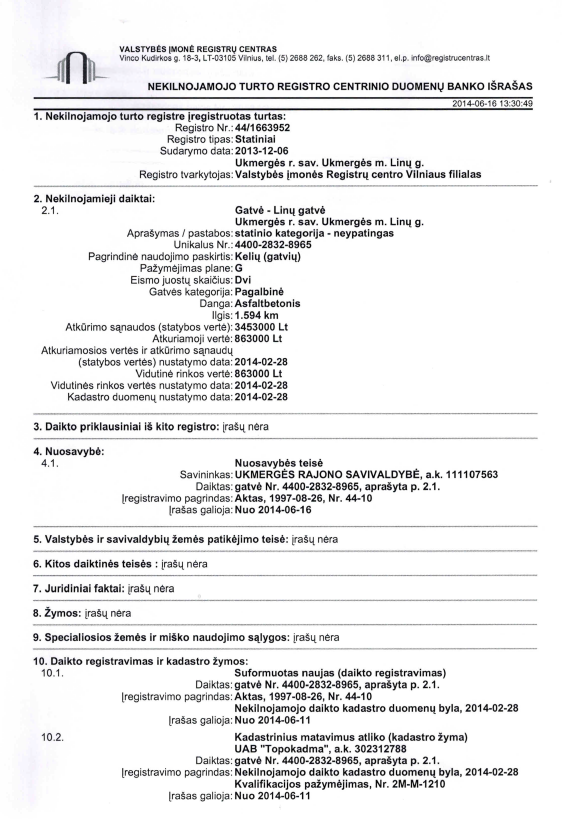 VALSTYBĖS ĮMONĖ REGISTRŲ CENTRAS
Vinco Kudirkos g. 18-3, LT-03105 Vilnius, tel. (5) 2688 262, faks. (5) 2688 311, el.p. info@registrucentras.lt
NEKILNOJAMOJO TURTO REGISTRO CENTRINIO DUOMENŲ BANKO IŠRAŠAS
2014-06-16 13:30:49
1. Nekilnojamojo turto registre įregistruotas turtas:
Registro Nr.: 44/1663952
Registro tipas: Statiniai
Sudarymo data: 2013-12-06
Ukmergės r. sav. Ukmergės m. Linų g.
Registro tvarkytojas: Valstybės įmonės Registrų centro Vilniaus filialas
2. Nekilnojamieji daiktai:
2.1. Gatvė - Linų gatvė
Ukmergės r. sav. Ukmergės m. Linų g.
Aprašymas / pastabos: statinio kategorija - neypatingas
Unikalus Nr.: 4400-2832-8965
Pagrindinė naudojimo paskirtis: Kelių (gatvių)
Pažymėjimas plane: G
Eismo juostų skaičius: Dvi
Gatvės kategorija: Pagalbinė
Danga: Asfaltbetonis
Ilgis: 1.594 km
Atkūrimo sąnaudos (statybos vertė): 3453000 Lt
Atkuriamoji vertė: 863000 Lt
Atkuriamosios vertės ir atkūrimo sąnaudų
(statybos vertės) nustatymo data: 2014-02-28
Vidutinė rinkos vertė: 863000 Lt
Vidutinės rinkos vertės nustatymo data: 2014-02-28
Kadastro duomenų nustatymo data: 2014-02-28
3. Daikto priklausiniai iš kito registro: įrašų nėra
4. Nuosavybė:
4.1. Nuosavybės teisė
Savininkas: UKMERGĖS RAJONO SAVIVALDYBĖ, a.k. 111107563
Daiktas: gatvė Nr. 4400-2832-8965, aprašyta p. 2.1.
Įregistravimo pagrindas: Aktas, 1997-08-26, Nr. 44-10
Įrašas galioja: Nuo 2014-06-16
5. Valstybės ir savivaldybių žemės patikėjimo teisė: įrašų nėra
6. Kitos daiktinės teisės : įrašų nėra
7. Juridiniai faktai: įrašų nėra
8. Žymos: įrašų nėra
9. Specialiosios žemės ir miško naudojimo sąlygos: įrašų nėra
10. Daikto registravimas ir kadastro žymos:
10.1. Suformuotas naujas (daikto registravimas)
Daiktas: gatvė Nr. 4400-2832-8965, aprašyta p. 2.1.
Įregistravimo pagrindas: Aktas, 1997-08-26, Nr. 44-10
Nekilnojamojo daikto kadastro duomenų byla, 2014-02-28
Įrašas galioja: Nuo 2014-06-11
10.2. Kadastrinius matavimus atliko (kadastro žyma)
UAB "Topokadma", a.k. 302312788
Daiktas: gatvė Nr. 4400-2832-8965, aprašyta p. 2.1.
Įregistravimo pagrindas: Nekilnojamojo daikto kadastro duomenų byla, 2014-02-28
Kvalifikacijos pažymėjimas, Nr. 2M-M-1210
Įrašas galioja: Nuo 2014-06-11